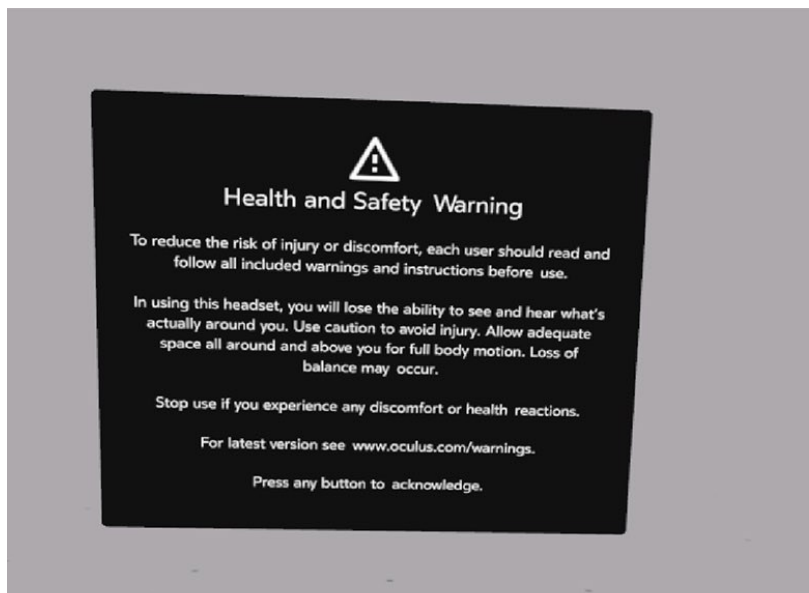 Health and Safety Warning
To reduce the risk of injury or discomfort, each user should read and
follow all included warnings and instructions before use.
In using this headset, you will lose the ability to see and hear what's
actually around you. Use caution to avoid injury. Allow adequate
space all around and above you for full body motion. Loss of
balance may occur.
Stop use if you experience any discomfort or health reactions.
For latest version see www.oculus.com/warnings.
Press any button to acknowledge.